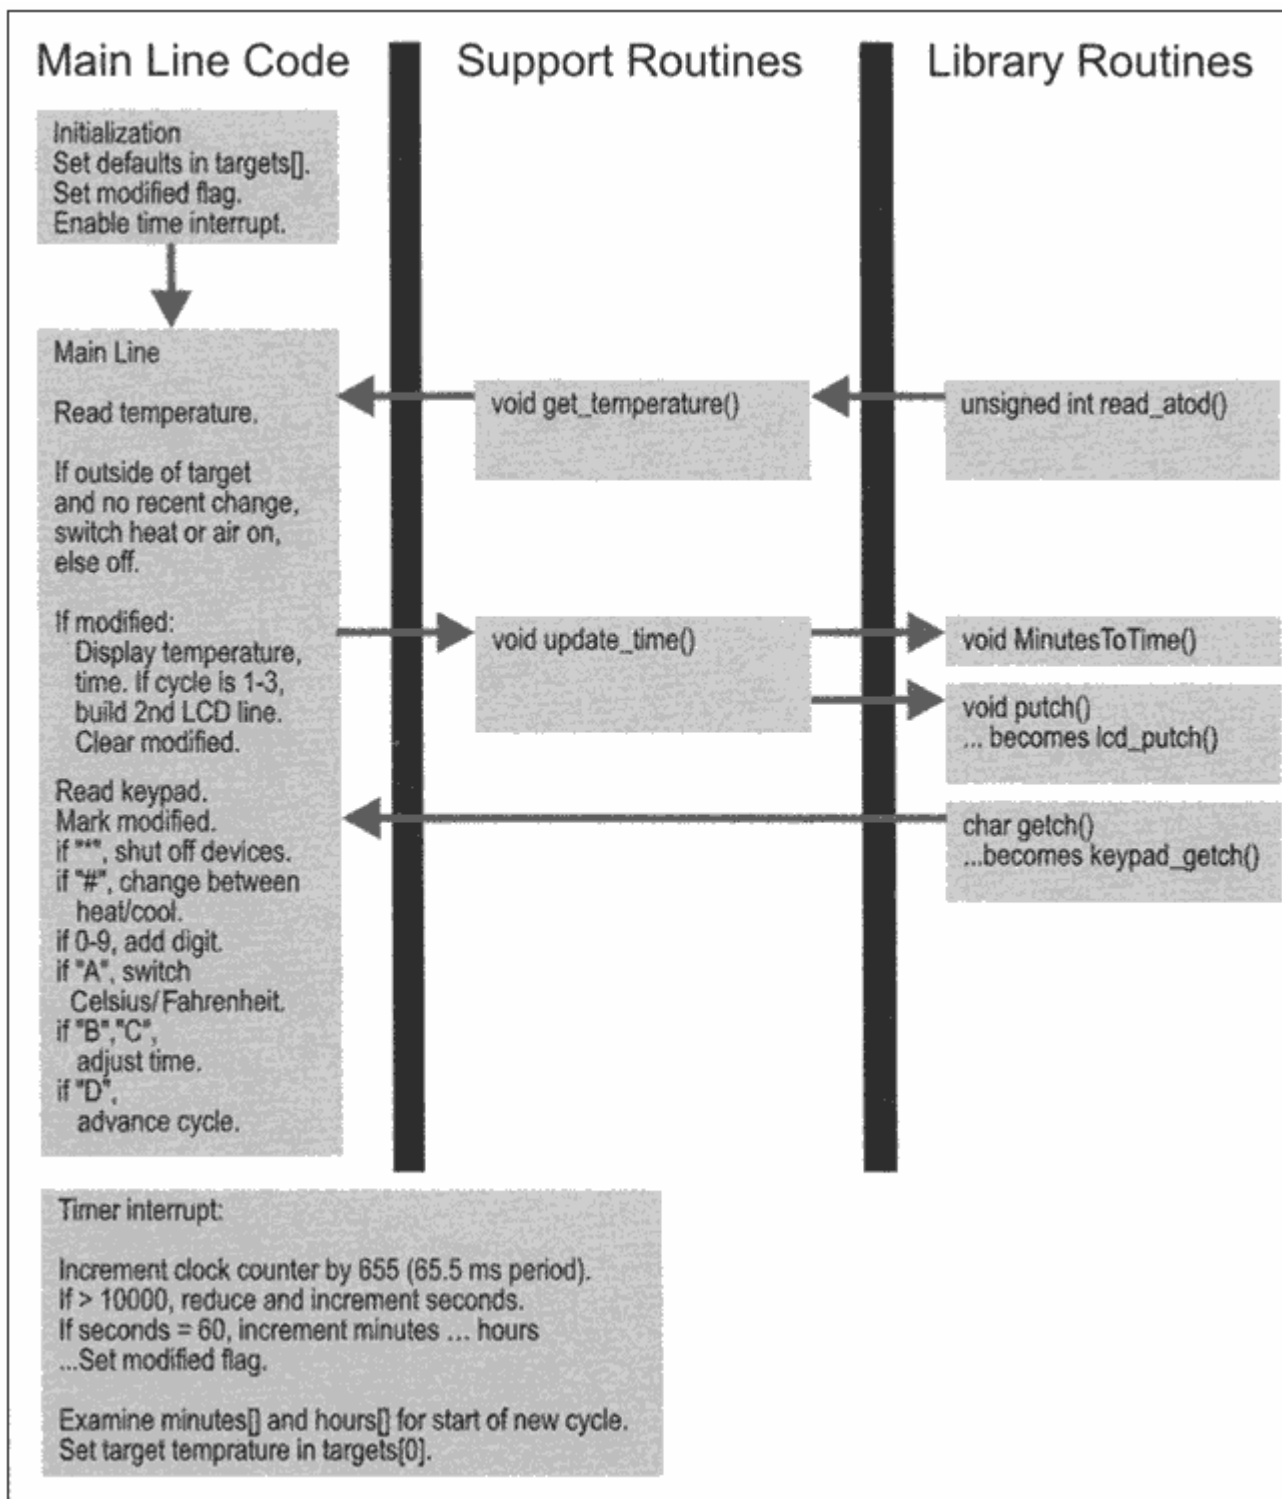 Main Line Code
Support Routines
Library Routines
Initialization
Set defaults in targets[].
Set modified flag.
Enable time interrupt.
Main Line
Read temperature.
If outside of target
and no recent change,
switch heat or air on,
else off.
If modified:
Display temperature,
time. If cycle is 1-3,
build 2nd LCD line.
Clear modified.
Read keypad.
Mark modified.
if "*", shut off devices.
if "#", change between
heat/cool.
if 0-9, add digit.
if "A", switch
Celsius/Fahrenheit.
if "B","C",
adjust time.
if "D",
advance cycle.
void get_temperature()
unsigned int read_atod()
void update_time()
void MinutesToTime()
void putch()
... becomes lcd_putch()
char getch()
...becomes keypad_getch()
Timer interrupt:
Increment clock counter by 655 (65.5 ms period).
If > 10000, reduce and increment seconds.
If seconds = 60, increment minutes ... hours
...Set modified flag.
Examine minutes[] and hours[] for start of new cycle.
Set target temprature in targets[0].